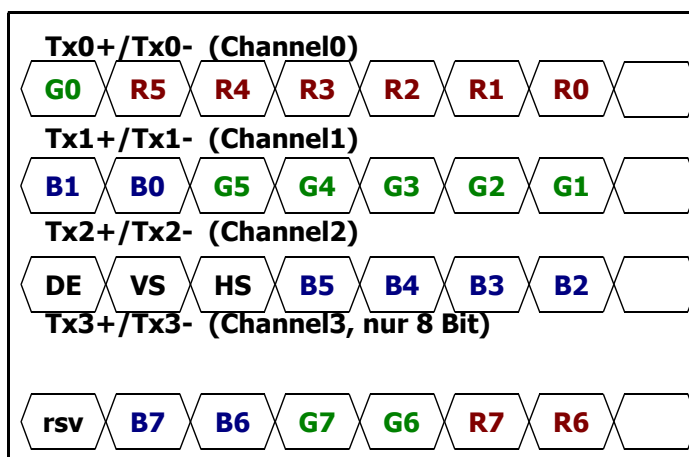 Tx0+/Tx0- (Channel0)
G0 R5 R4 R3 R2 R1 R0
Tx1+/Tx1- (Channel1)
B1 B0 G5 G4 G3 G2 G1
Tx2+/Tx2- (Channel2)
DE VS HS B5 B4 B3 B2
Tx3+/Tx3- (Channel3, nur 8 Bit)
rsv B7 B6 G7 G6 R7 R6